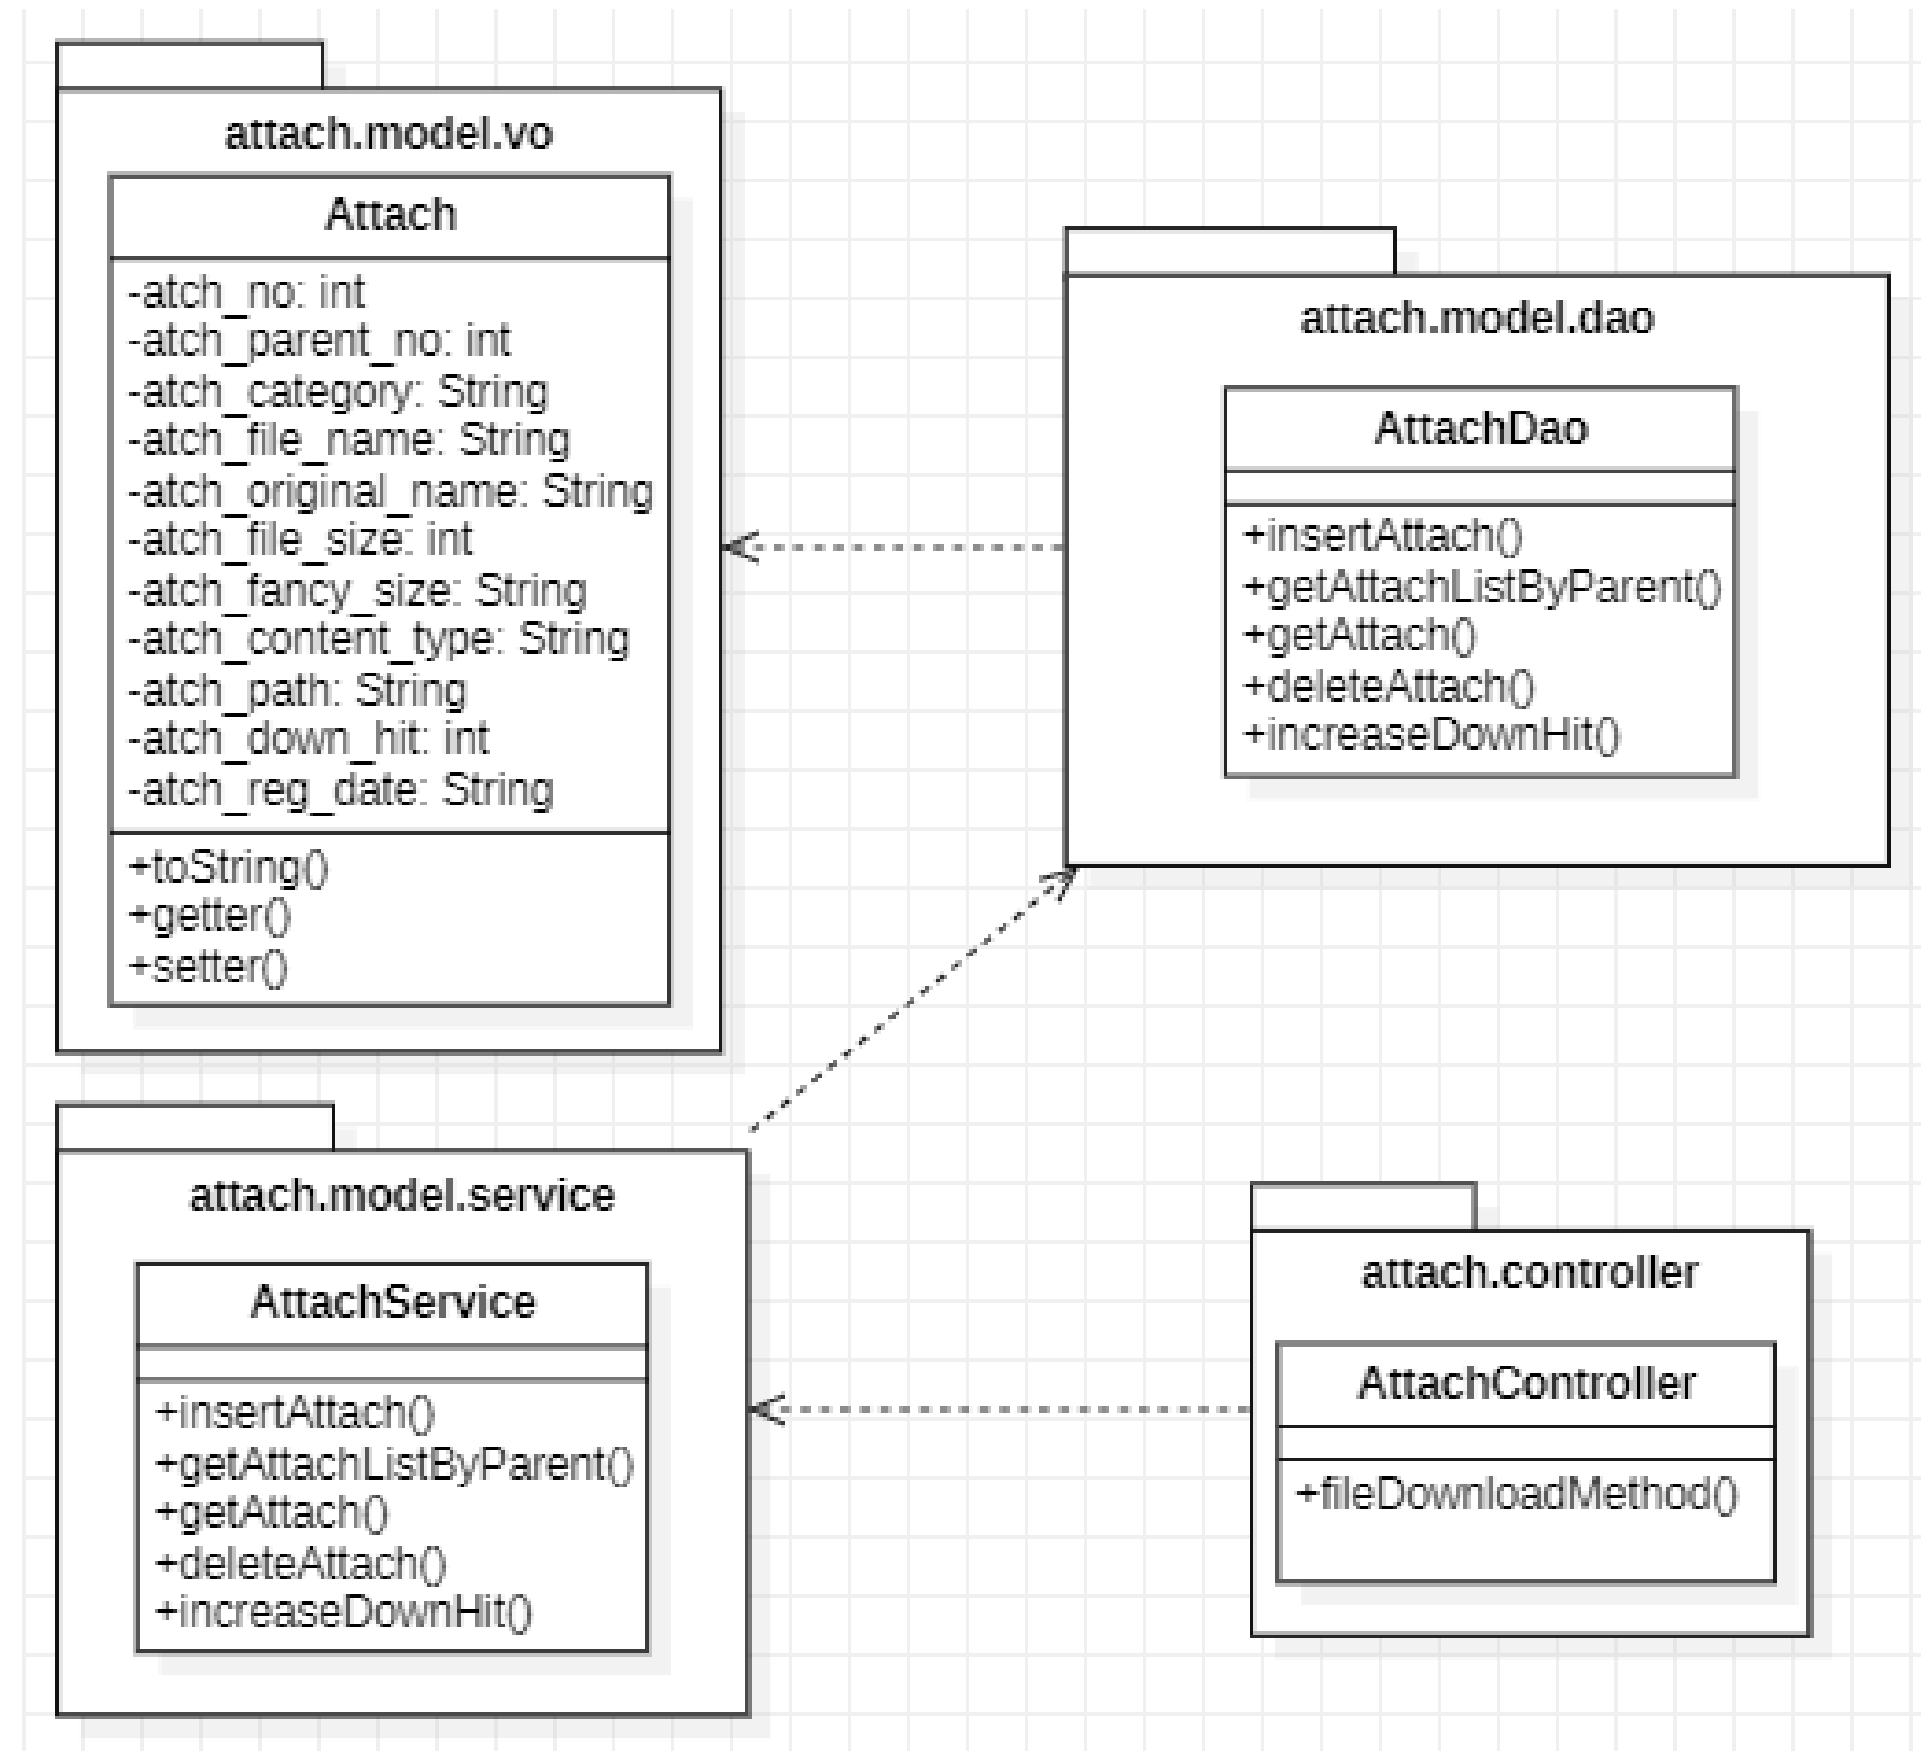 attach.model.vo
Attach
-atch_no: int
-atch_parent_no: int
-atch_category: String
-atch_file_name: String
-atch_original_name: String
-atch_file_size: int
-atch_fancy_size: String
-atch_content_type: String
-atch_path: String
-atch_down_hit: int
-atch_reg_date: String
+toString()
+getter()
+setter()
attach.model.dao
AttachDao
+insertAttach()
+getAttachListByParent()
+getAttach()
+deleteAttach()
+increaseDownHit()
attach.model.service
AttachService
+insertAttach()
+getAttachListByParent()
+getAttach()
+deleteAttach()
+increaseDownHit()
attach.controller
AttachController
+fileDownloadMethod()